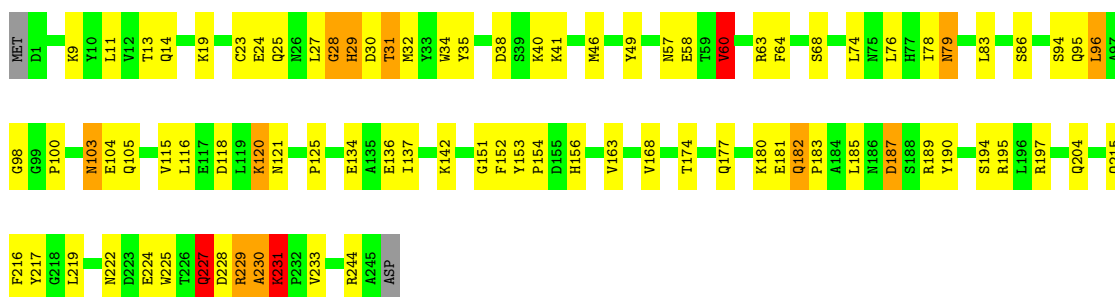 MET D1 K9 Y10 L11 V12 T13 Q14 K19 C23 E24 Q25 N26 L27 G28 H29 D30 T31 M32 Y33 W34 Y35 D38 S39 K40 K41 M46 Y49 N57 E58 T59 V60 R63 F64 S68 L74 N75 L76 H77 I78 N79 L83 S86 S94 Q95 L96 A97
G98 G99 P100 N103 E104 Q105 V115 L116 E117 D118 L119 K120 N121 P125 E134 A135 E136 I137 K142 G151 F152 Y153 P154 D155 H156 V163 V168 T174 Q177 K180 E181 Q182 P183 A184 L185 N186 D187 S188 R189 Y190 S194 R195 L196 R197 Q204
F216 Y217 G218 L219 N222 D223 E224 W225 T226 Q227 D228 R229 A230 K231 P232 V233 R244 A245 ASP